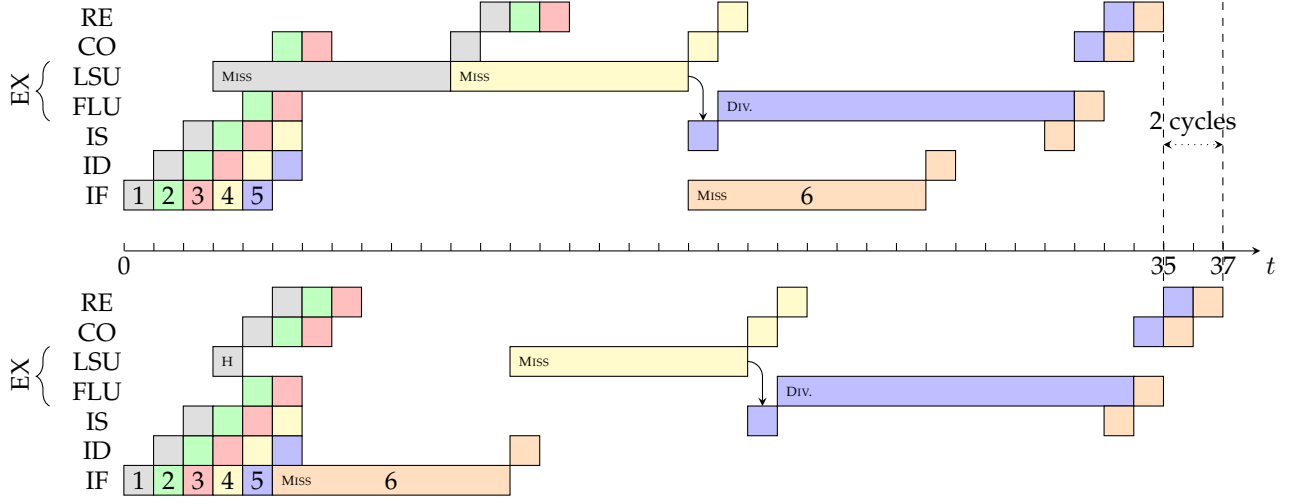 RE
CO
EX
LSU Miss Miss
FLU Div.
IS
ID
IF 1 2 3 4 5 Miss 6
2 cycles
0 35 37 t
RE
CO
EX
LSU H Miss
FLU Div.
IS
ID
IF 1 2 3 4 5 Miss 6